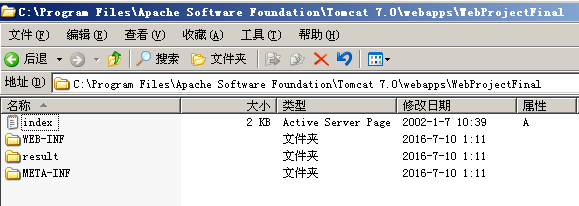 C:\Program Files\Apache Software Foundation\Tomcat 7.0\webapps\WebProjectFinal
文件(F) 编辑(E) 查看(V) 收藏(A) 工具(T) 帮助(H)
后退 搜索 文件夹
地址(D) C:\Program Files\Apache Software Foundation\Tomcat 7.0\webapps\WebProjectFinal
名称 大小 类型 修改日期 属性
index 2 KB Active Server Page 2002-1-7 10:39 A
WEB-INF 文件夹 2016-7-10 1:11
result 文件夹 2016-7-10 1:11
META-INF 文件夹 2016-7-10 1:11